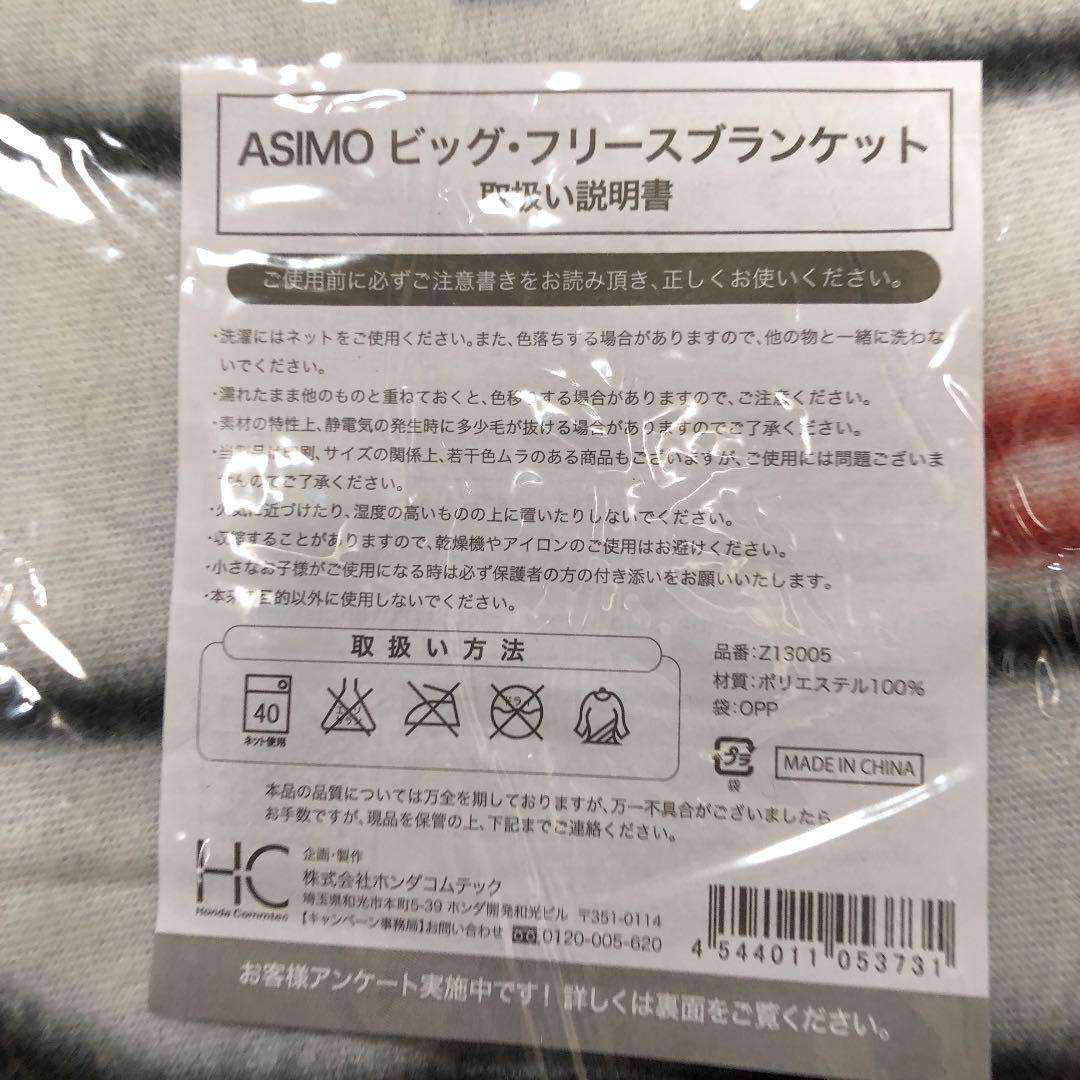 ASIMO ビッグ・フリースブランケット
取扱い説明書
ご使用前に必ずご注意書きをお読み頂き、正しくお使いください。
・洗濯にはネットをご使用ください。また、色落ちする場合がありますので、他の物と一緒に洗わな
いでください。
・濡れたまま他のものと重ねておくと、色移りする場合がありますので、ご注意ください。
・素材の特性上、静電気の発生時に多少毛が抜ける場合がありますのでご了承ください。
・当製品は印刷、サイズの関係上、若干色ムラのある商品もございますが、ご使用には問題ございま
せんのでご了承ください。
・火気に近づけたり、湿度の高いものの上に置いたりしないでください。
・収縮することがありますので、乾燥機やアイロンのご使用はお避けください。
・小さなお子様がご使用になる時は必ず保護者の方の付き添いをお願いいたします。
・本来の目的以外に使用しないでください。
取扱い方法
40
ネット使用
品番:Z13005
材質:ポリエステル100%
袋:OPP
プラ
袋
MADE IN CHINA
本品の品質については万全を期しておりますが、万一不具合がございましたら
お手数ですが、現品を保管の上、下記までご連絡ください。
HC
Honda Commtec
企画・製作
株式会社ホンダコムテック
埼玉県和光市本町5-39 ホンダ開発和光ビル 〒351-0114
【キャンペーン事務局】お問い合わせ 0120-005-620
4 544011 053731
お客様アンケート実施中です！詳しくは裏面をご覧ください。